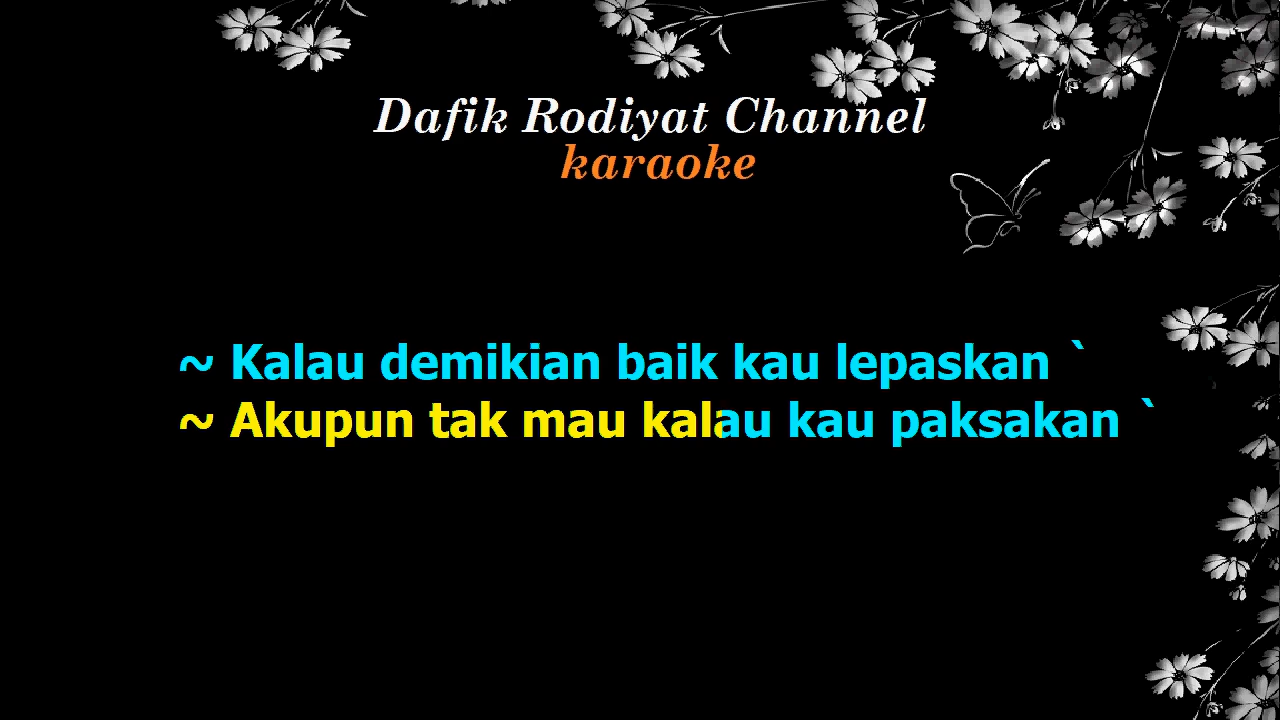 Dafik Rodiyat Channel
karaoke
~ Kalau demikian baik kau lepaskan `
~ Akupun tak mau kalau kau paksakan `